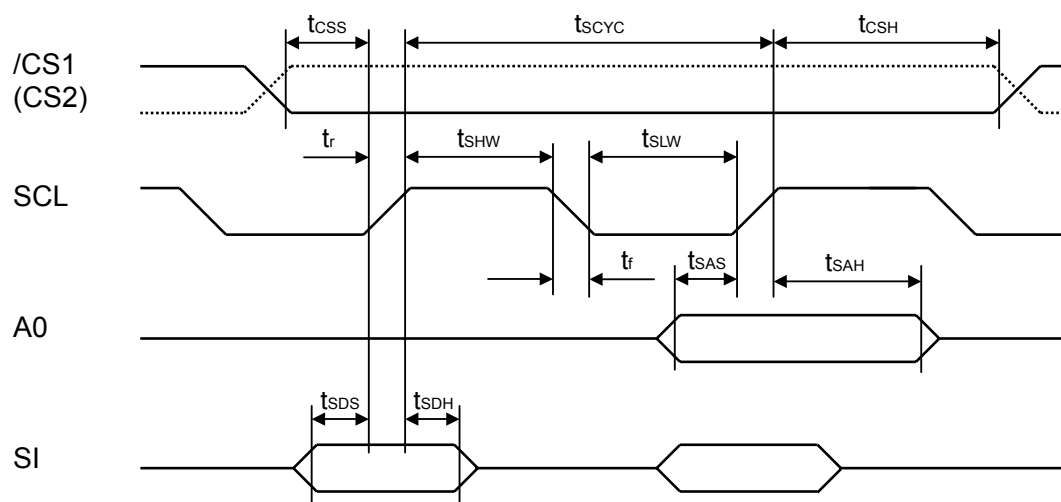 tCSS tSCYC tCSH
/CS1
(CS2)
tr tSHW tSLW
SCL
tf tSAS tSAH
A0
tSDS tSDH
SI